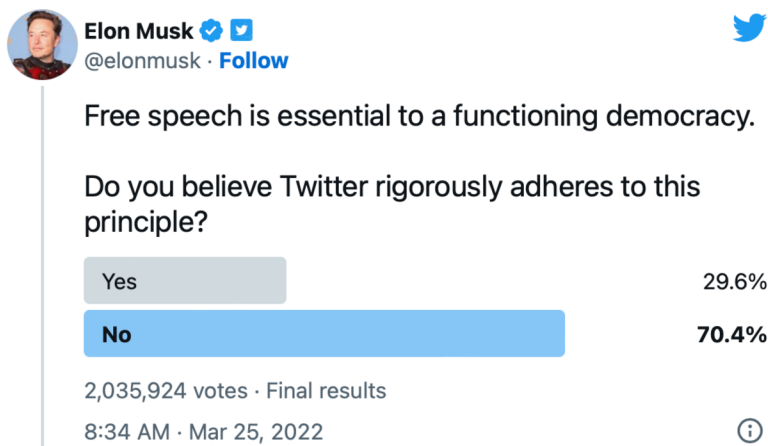 Elon Musk
@elonmusk · Follow
Free speech is essential to a functioning democracy.
Do you believe Twitter rigorously adheres to this
principle?
Yes 29.6%
No 70.4%
2,035,924 votes · Final results
8:34 AM · Mar 25, 2022